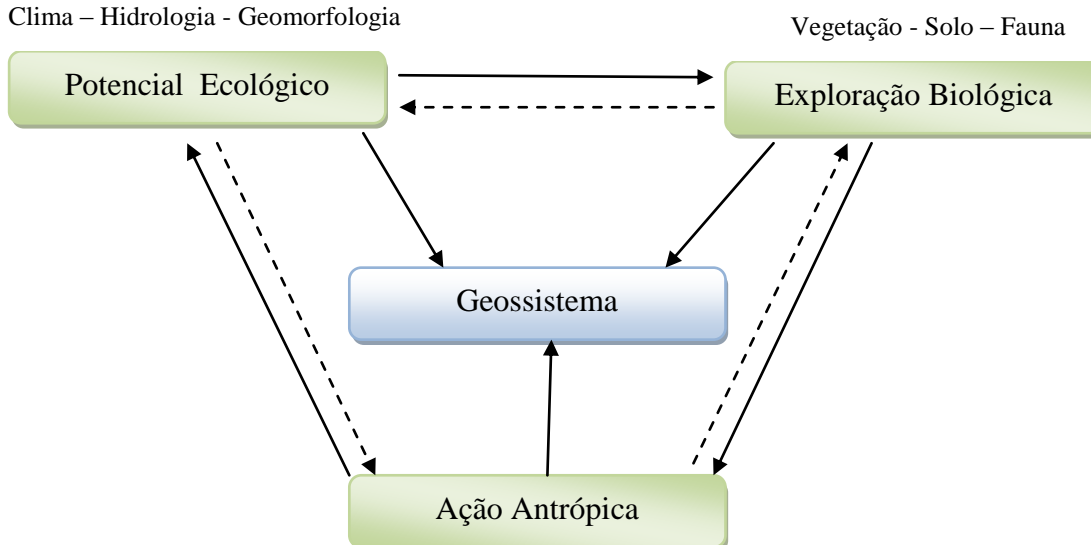 Clima – Hidrologia - Geomorfologia
Vegetação - Solo – Fauna
Potencial Ecológico
Exploração Biológica
Geossistema
Ação Antrópica